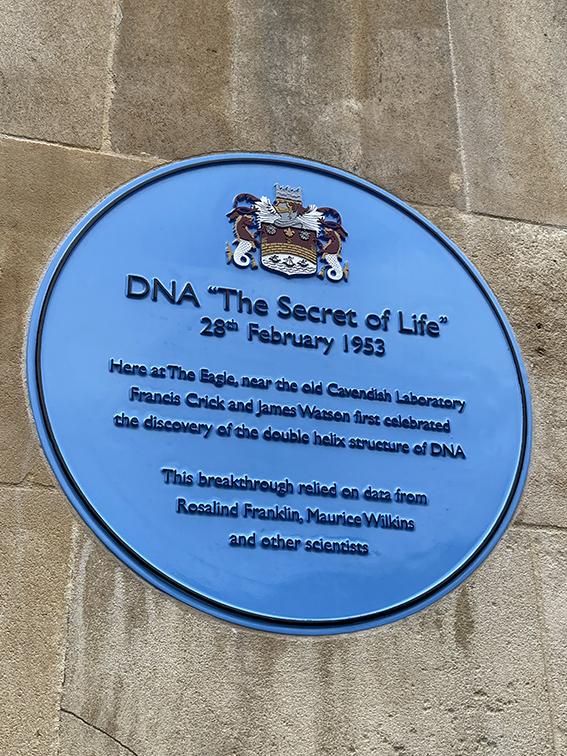 DNA “The Secret of Life”
28th February 1953
Here at The Eagle, near the old Cavendish Laboratory
Francis Crick and James Watson first celebrated
the discovery of the double helix structure of DNA
This breakthrough relied on data from
Rosalind Franklin, Maurice Wilkins
and other scientists